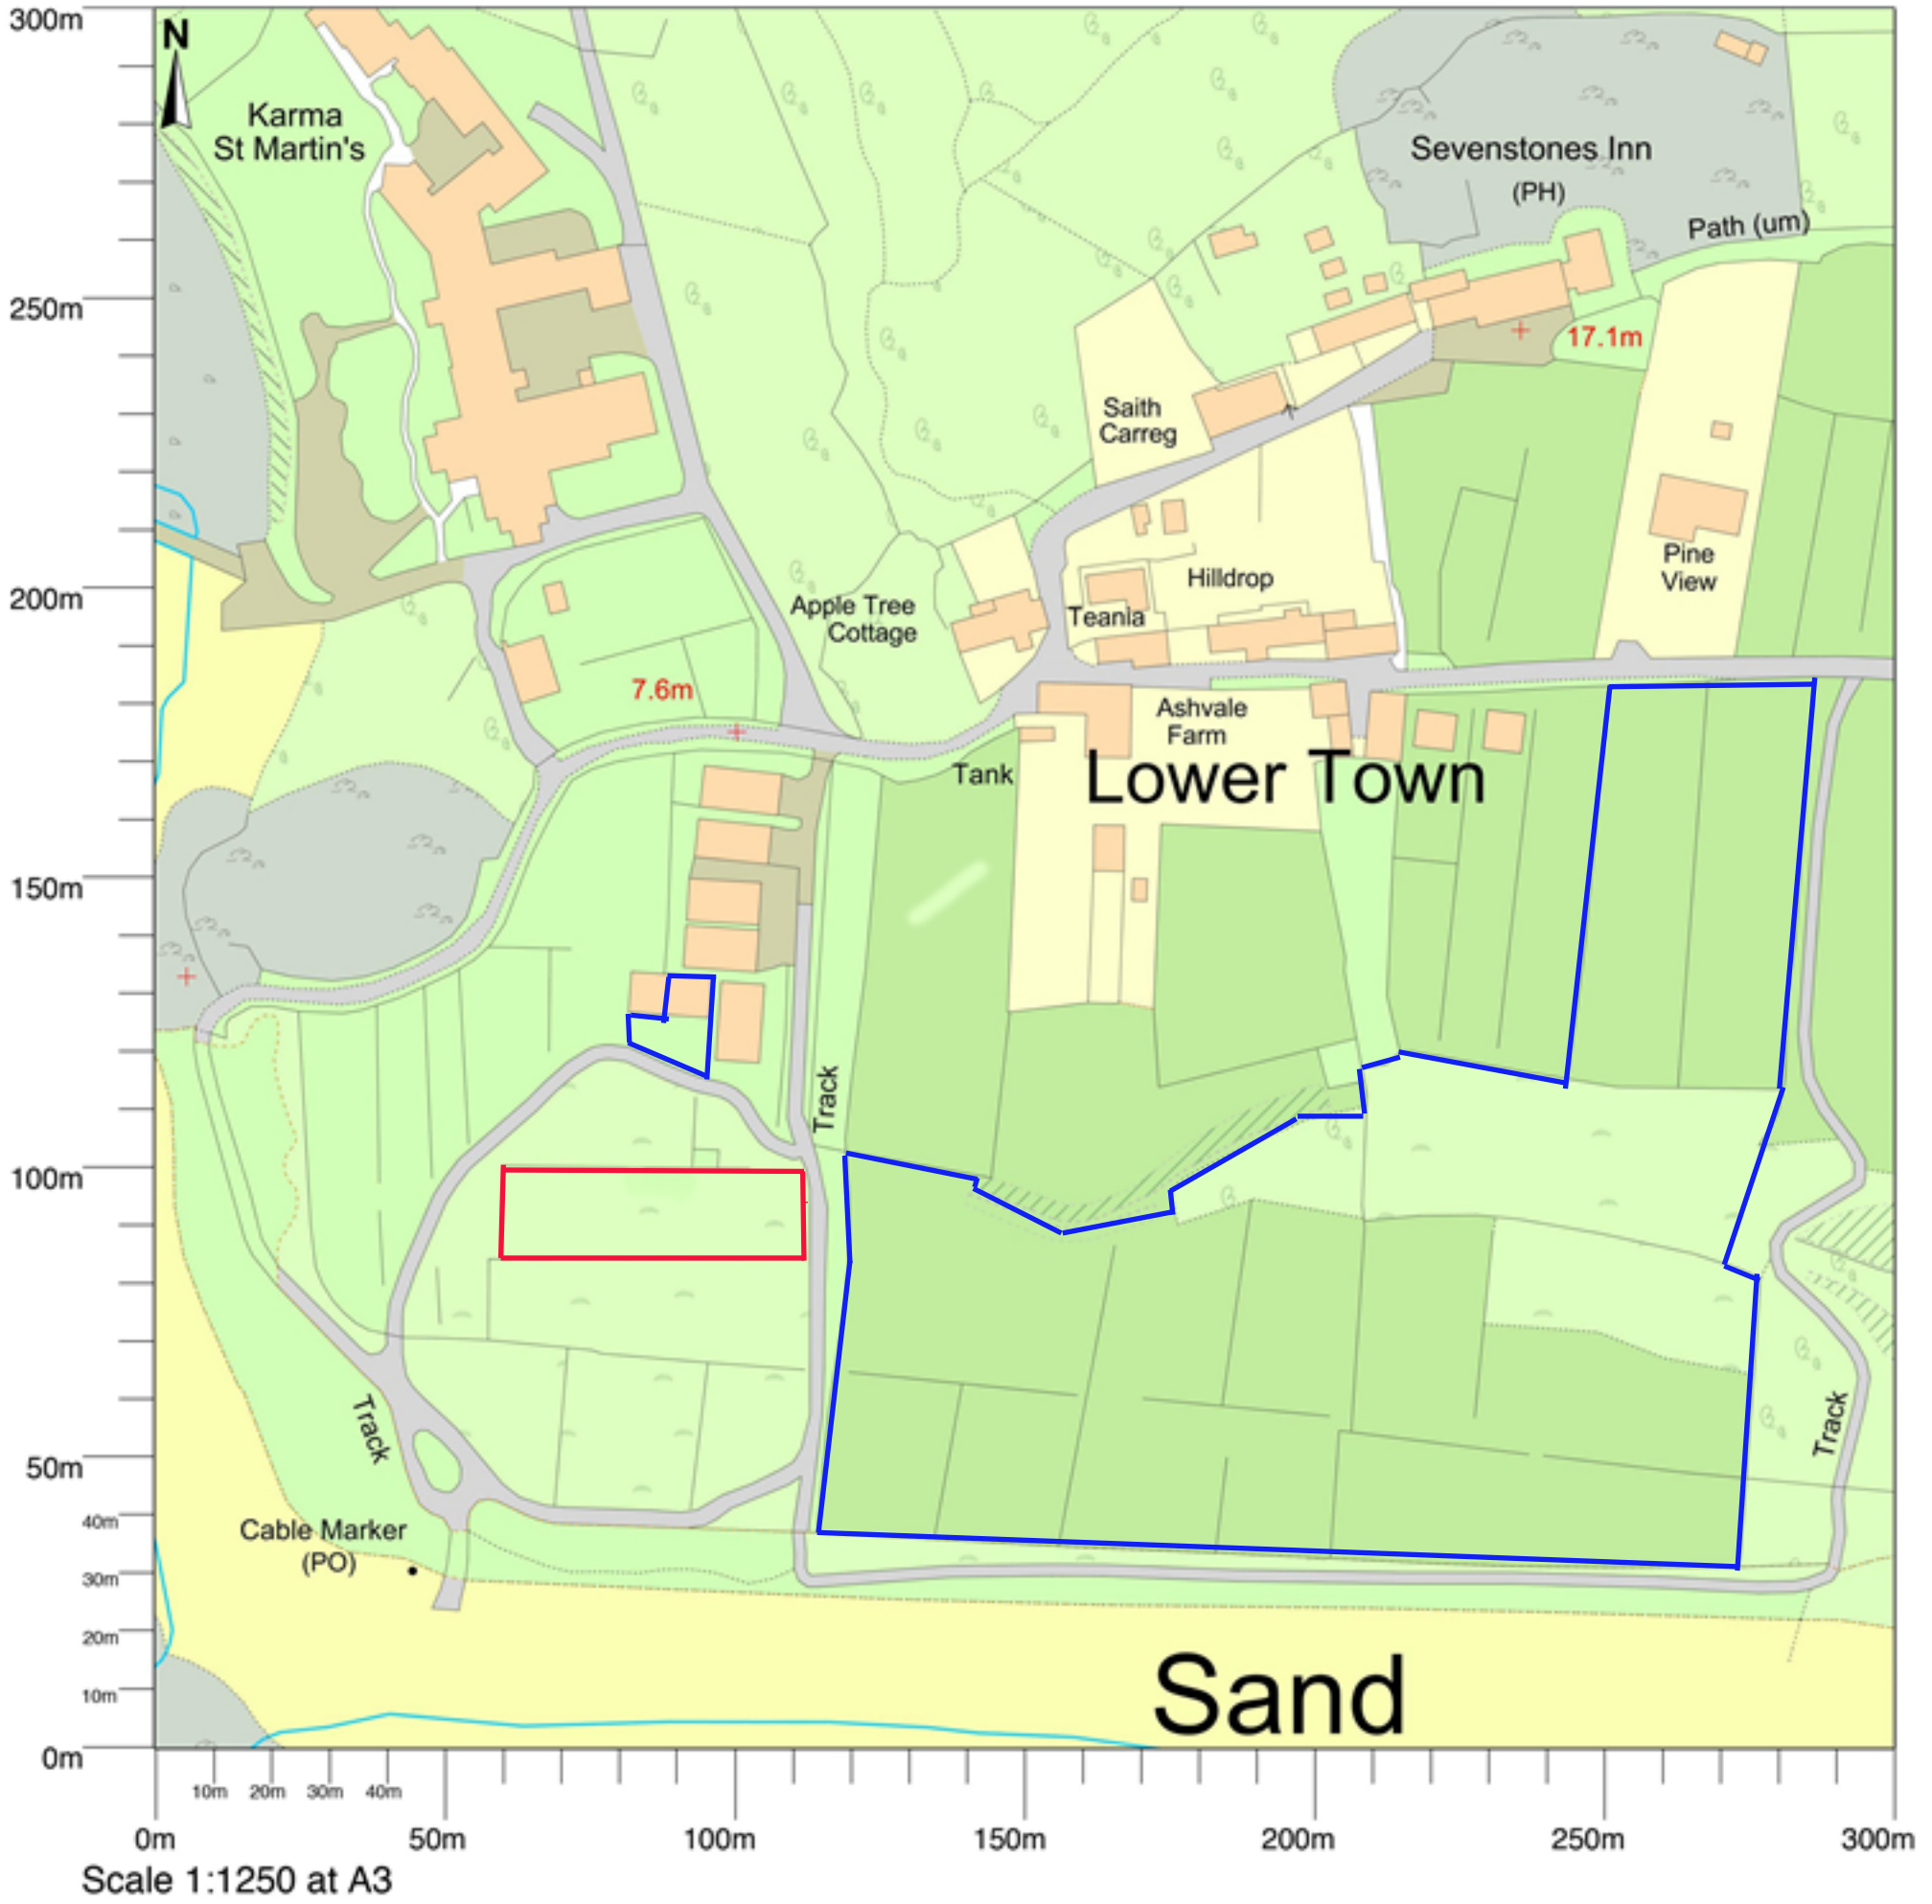 300m
N
Karma
St Martin's
Sevenstones Inn
(PH)
Path (um)
250m
17.1m
Saith
Carreg
Pine
View
Hilldrop
200m
Apple Tree
Cottage
Teania
7.6m
Ashvale
Farm
Tank
Lower Town
150m
Track
100m
Track
Track
50m
40m
Cable Marker
(PO)
30m
20m
Sand
10m
0m
10m 20m 30m 40m
0m 50m 100m 150m 200m 250m 300m
Scale 1:1250 at A3